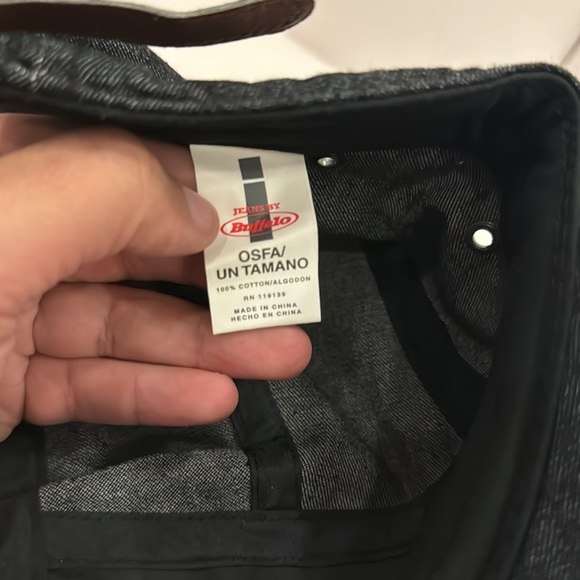 i
JEANS BY
Buffalo
OSFA/
UN TAMANO
100% COTTON/ALGODON
RN 119139
MADE IN CHINA
HECHO EN CHINA